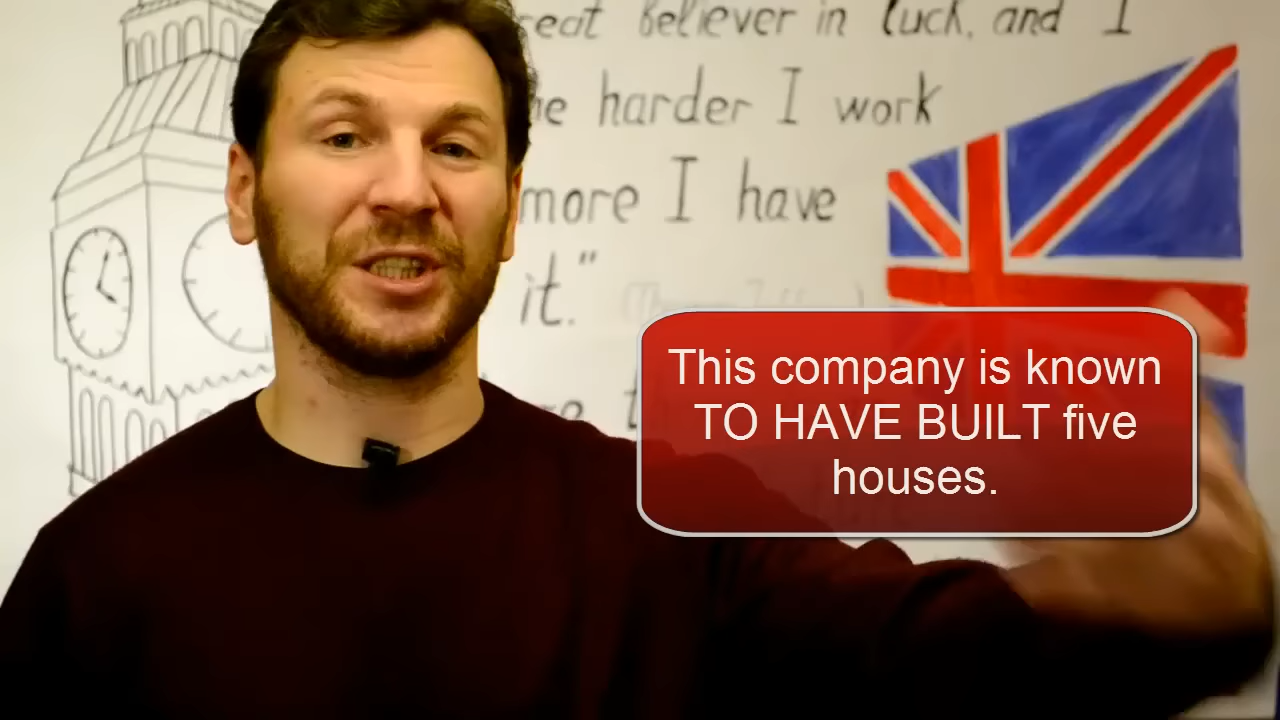 reat believer in luck, and I
he harder I work
more I have
it."
This company is known
TO HAVE BUILT five
houses.